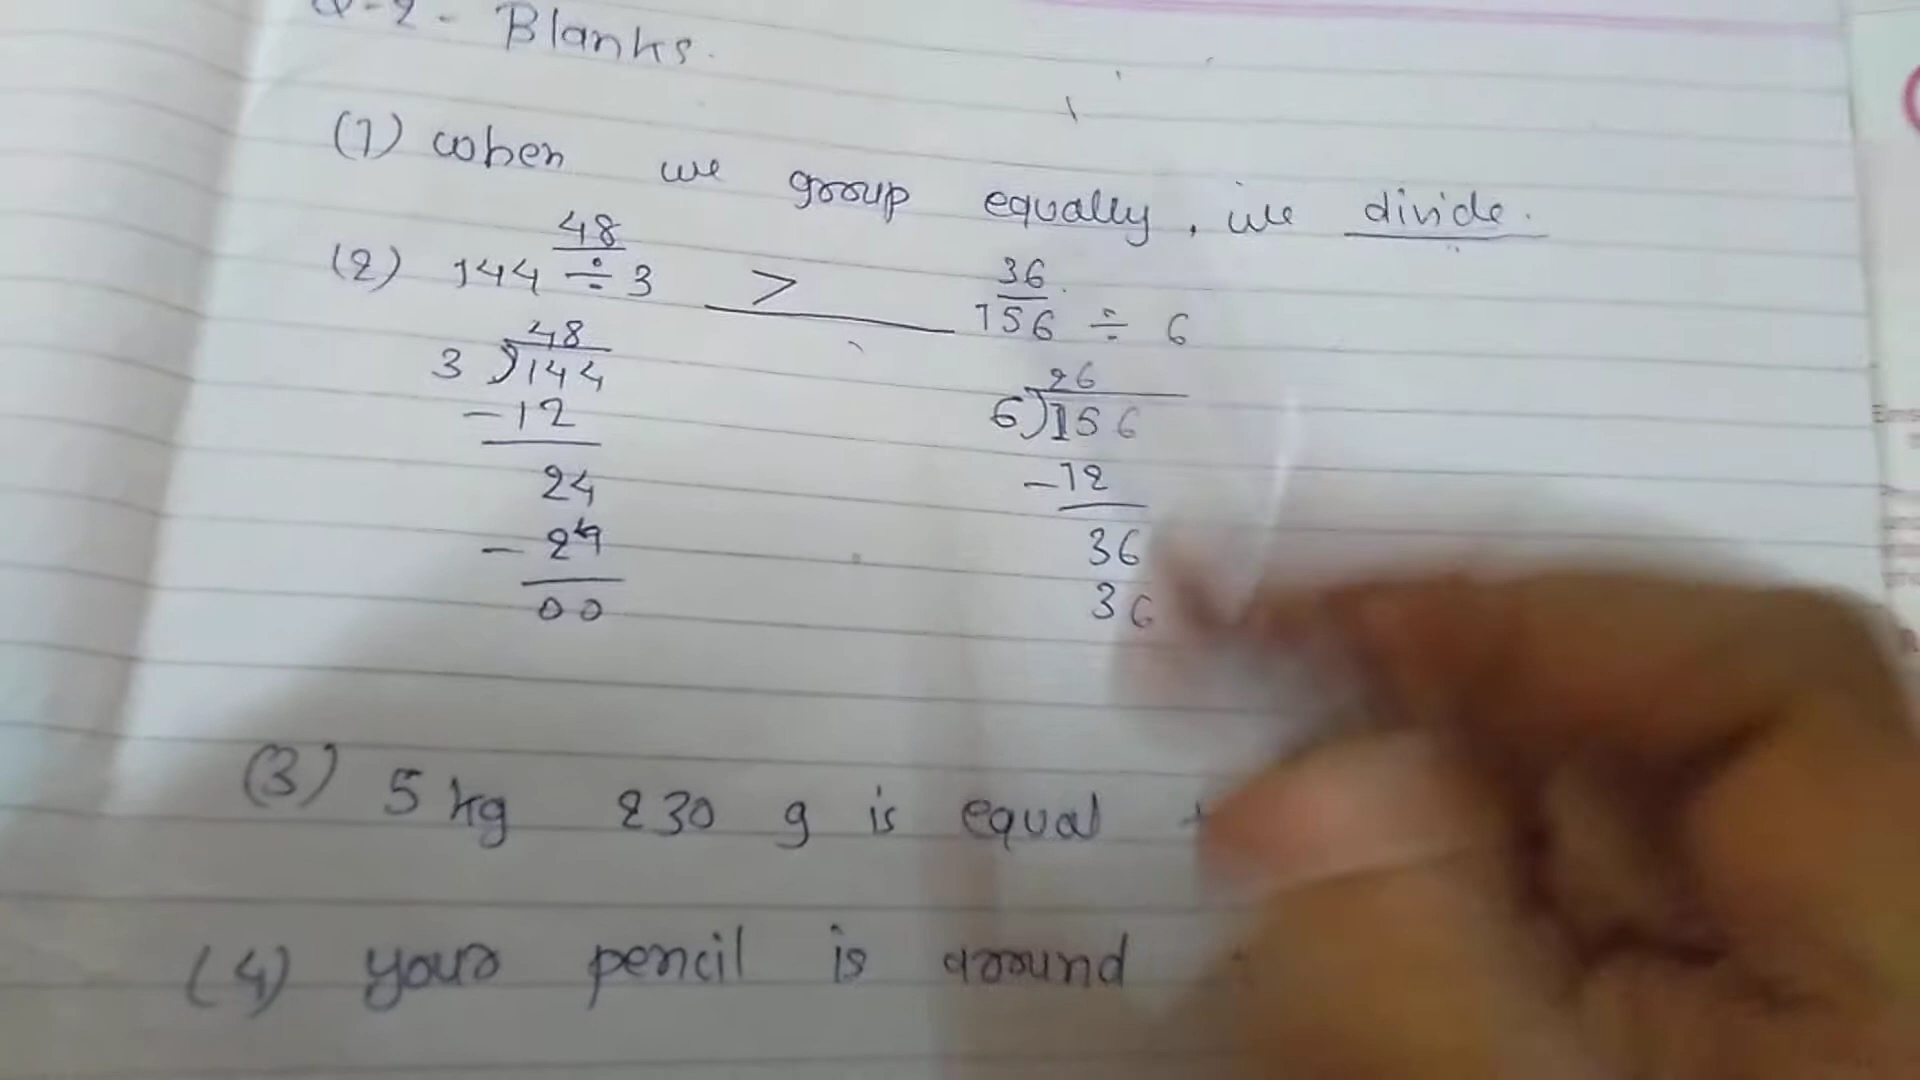 Q-2- Blanks.
(1) when we group equally, we divide.
48 36
(2) 144 ÷ 3 > 156 ÷ 6
48 26
3)144 6)156
-12 -12
24 36
- 24 36
00
(3) 5 kg 230 g is equal
(4) your pencil is around